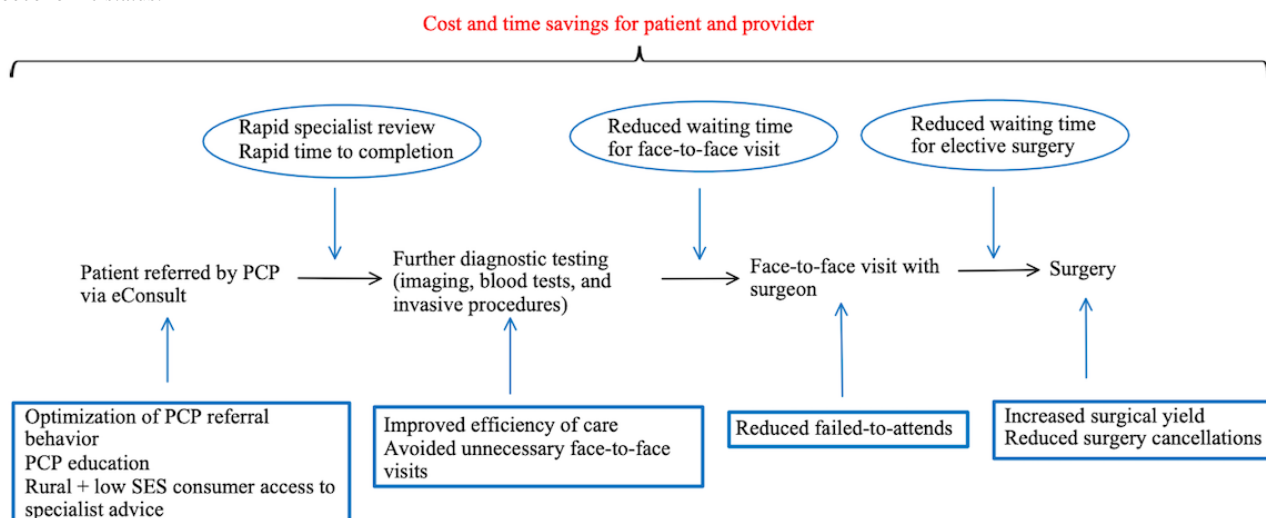 Cost and time savings for patient and provider
Rapid specialist review
Rapid time to completion
Reduced waiting time
for face-to-face visit
Reduced waiting time
for elective surgery
Patient referred by PCP
via eConsult
Further diagnostic testing
(imaging, blood tests, and
invasive procedures)
Face-to-face visit with
surgeon
Surgery
Optimization of PCP referral
behavior
PCP education
Rural + low SES consumer access to
specialist advice
Improved efficiency of care
Avoided unnecessary face-to-face
visits
Reduced failed-to-attends
Increased surgical yield
Reduced surgery cancellations